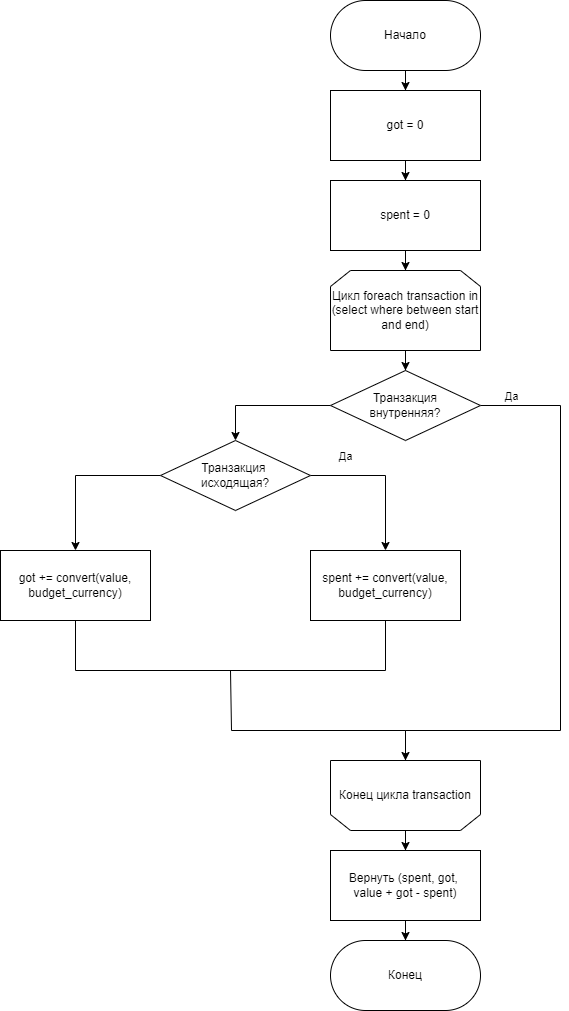 Начало
got = 0
spent = 0
Цикл foreach transaction in
(select where between start
and end)
Транзакция
внутренняя?
Да
Транзакция
исходящая?
Да
got += convert(value,
budget_currency)
spent += convert(value,
budget_currency)
Конец цикла transaction
Вернуть (spent, got,
value + got - spent)
Конец